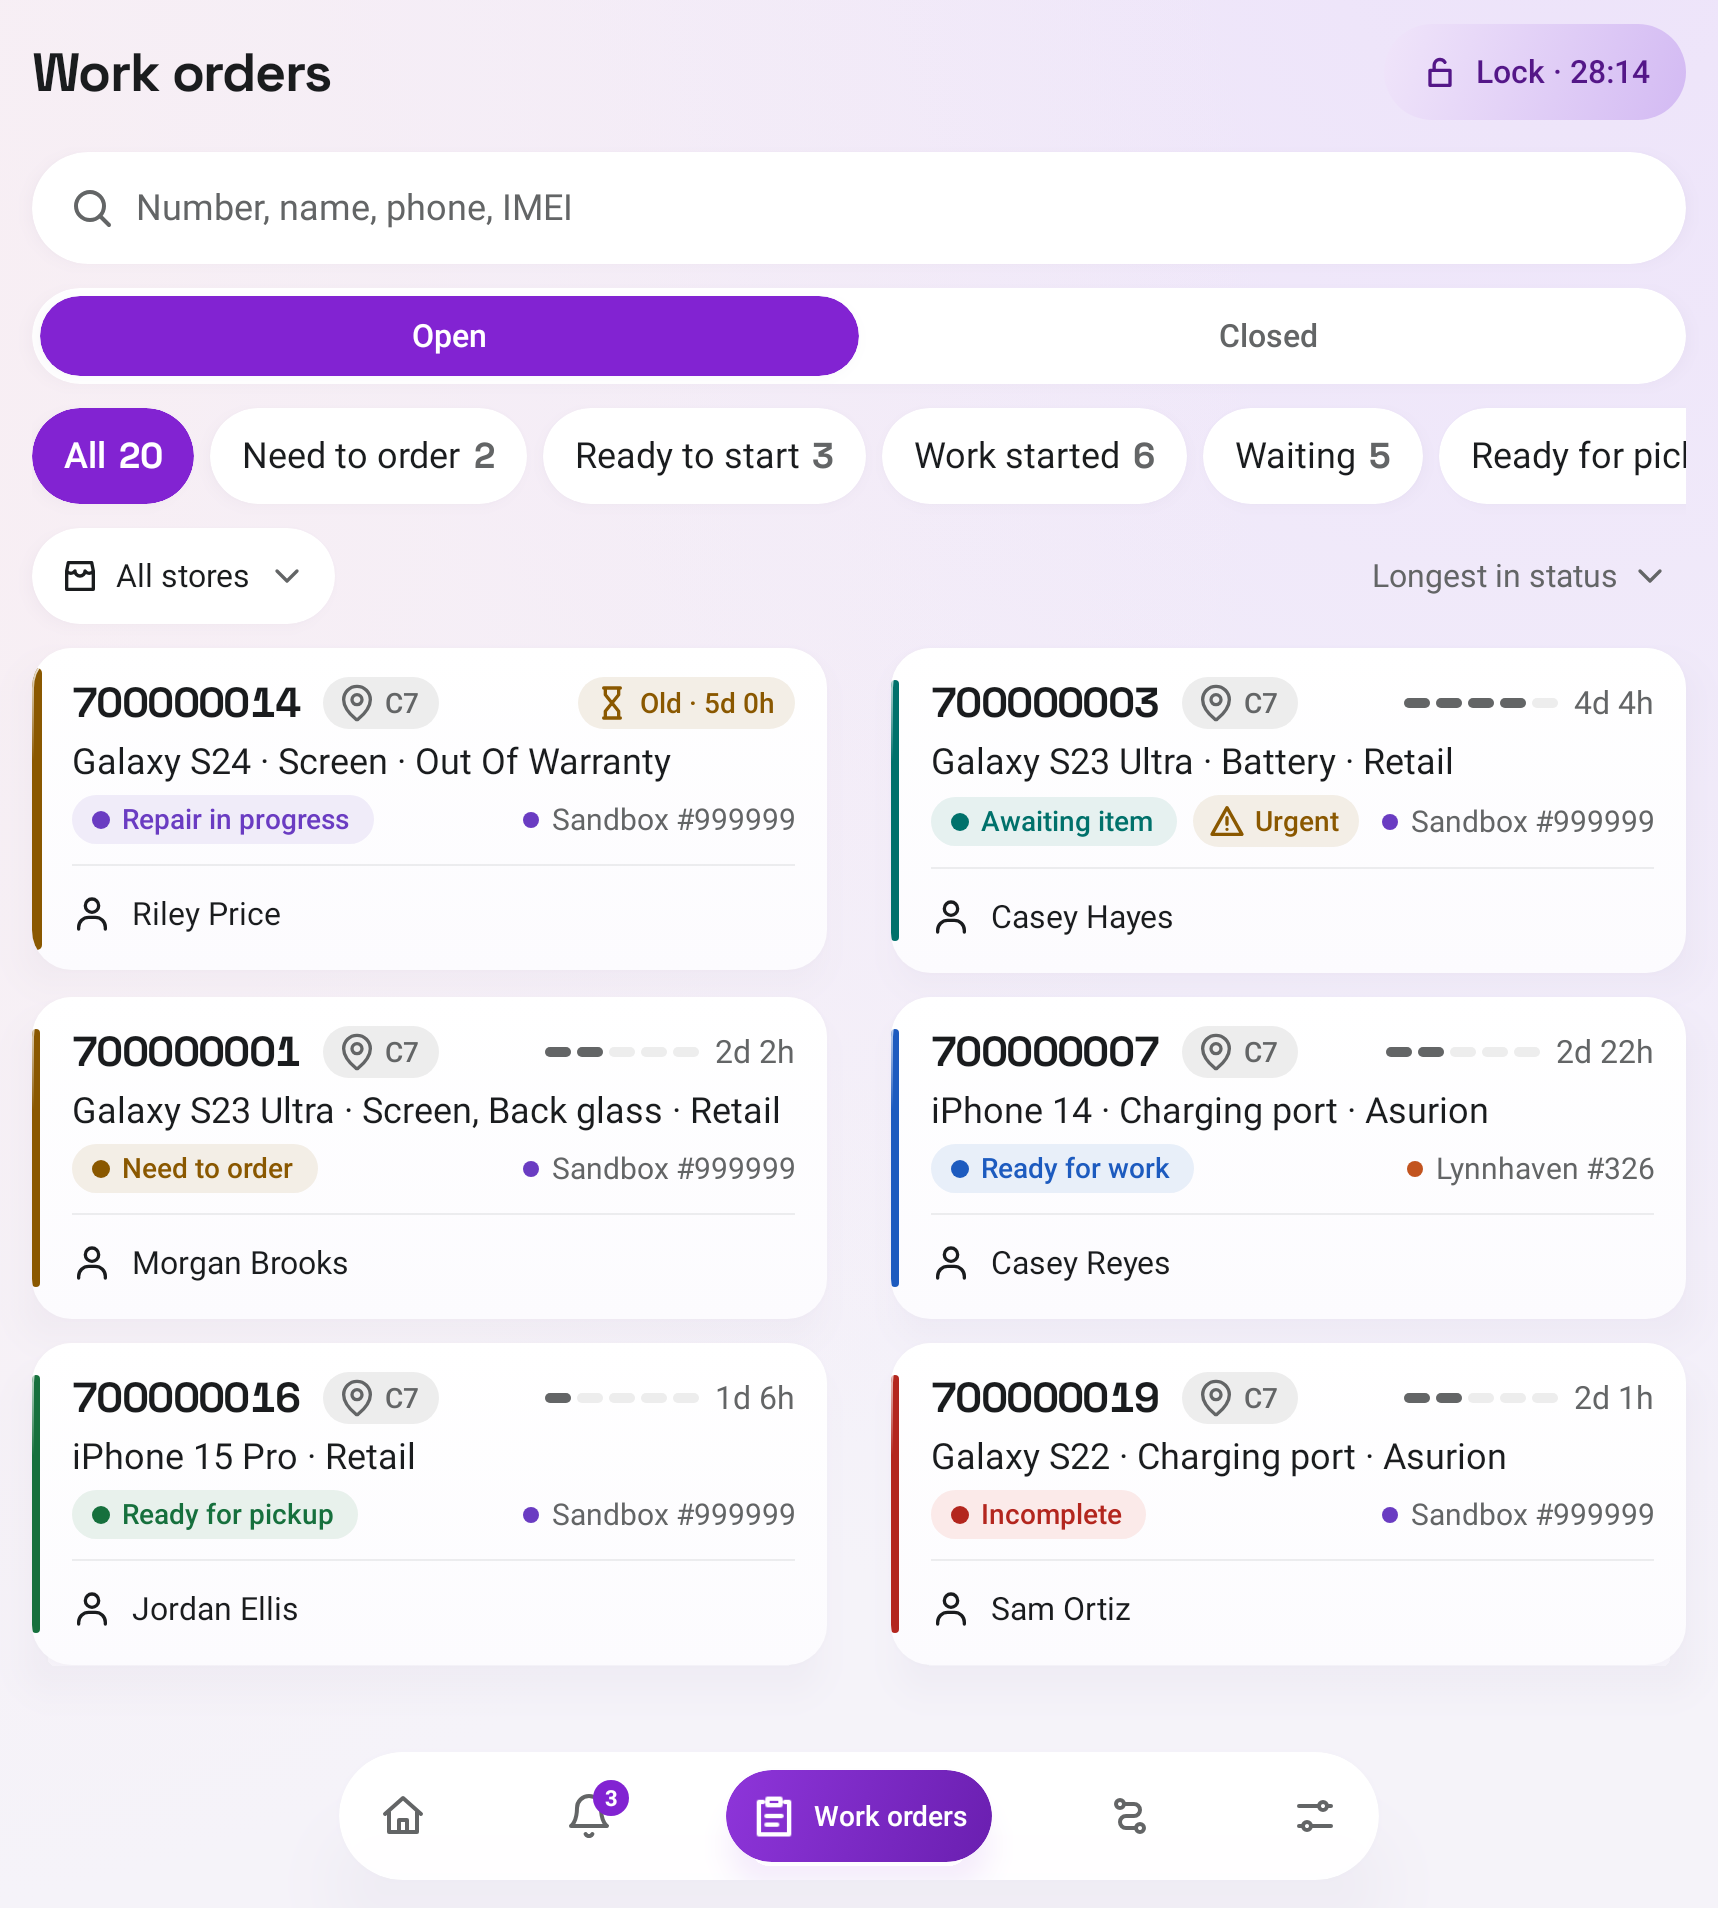 Work orders
Lock · 28:14
Number, name, phone, IMEI
Open
Closed
All 20
Need to order 2
Ready to start 3
Work started 6
Waiting 5
Ready for
All stores
Longest in status
700000014 C7 Old · 5d 0h
Galaxy S24 · Screen · Out Of Warranty
Repair in progress Sandbox #999999
Riley Price
700000003 C7 4d 4h
Galaxy S23 Ultra · Battery · Retail
Awaiting item Urgent Sandbox #999999
Casey Hayes
700000001 C7 2d 2h
Galaxy S23 Ultra · Screen, Back glass · Retail
Need to order Sandbox #999999
Morgan Brooks
700000007 C7 2d 22h
iPhone 14 · Charging port · Asurion
Ready for work Lynnhaven #326
Casey Reyes
700000016 C7 1d 6h
iPhone 15 Pro · Retail
Ready for pickup Sandbox #999999
Jordan Ellis
700000019 C7 2d 1h
Galaxy S22 · Charging port · Asurion
Incomplete Sandbox #999999
Sam Ortiz
3
Work orders